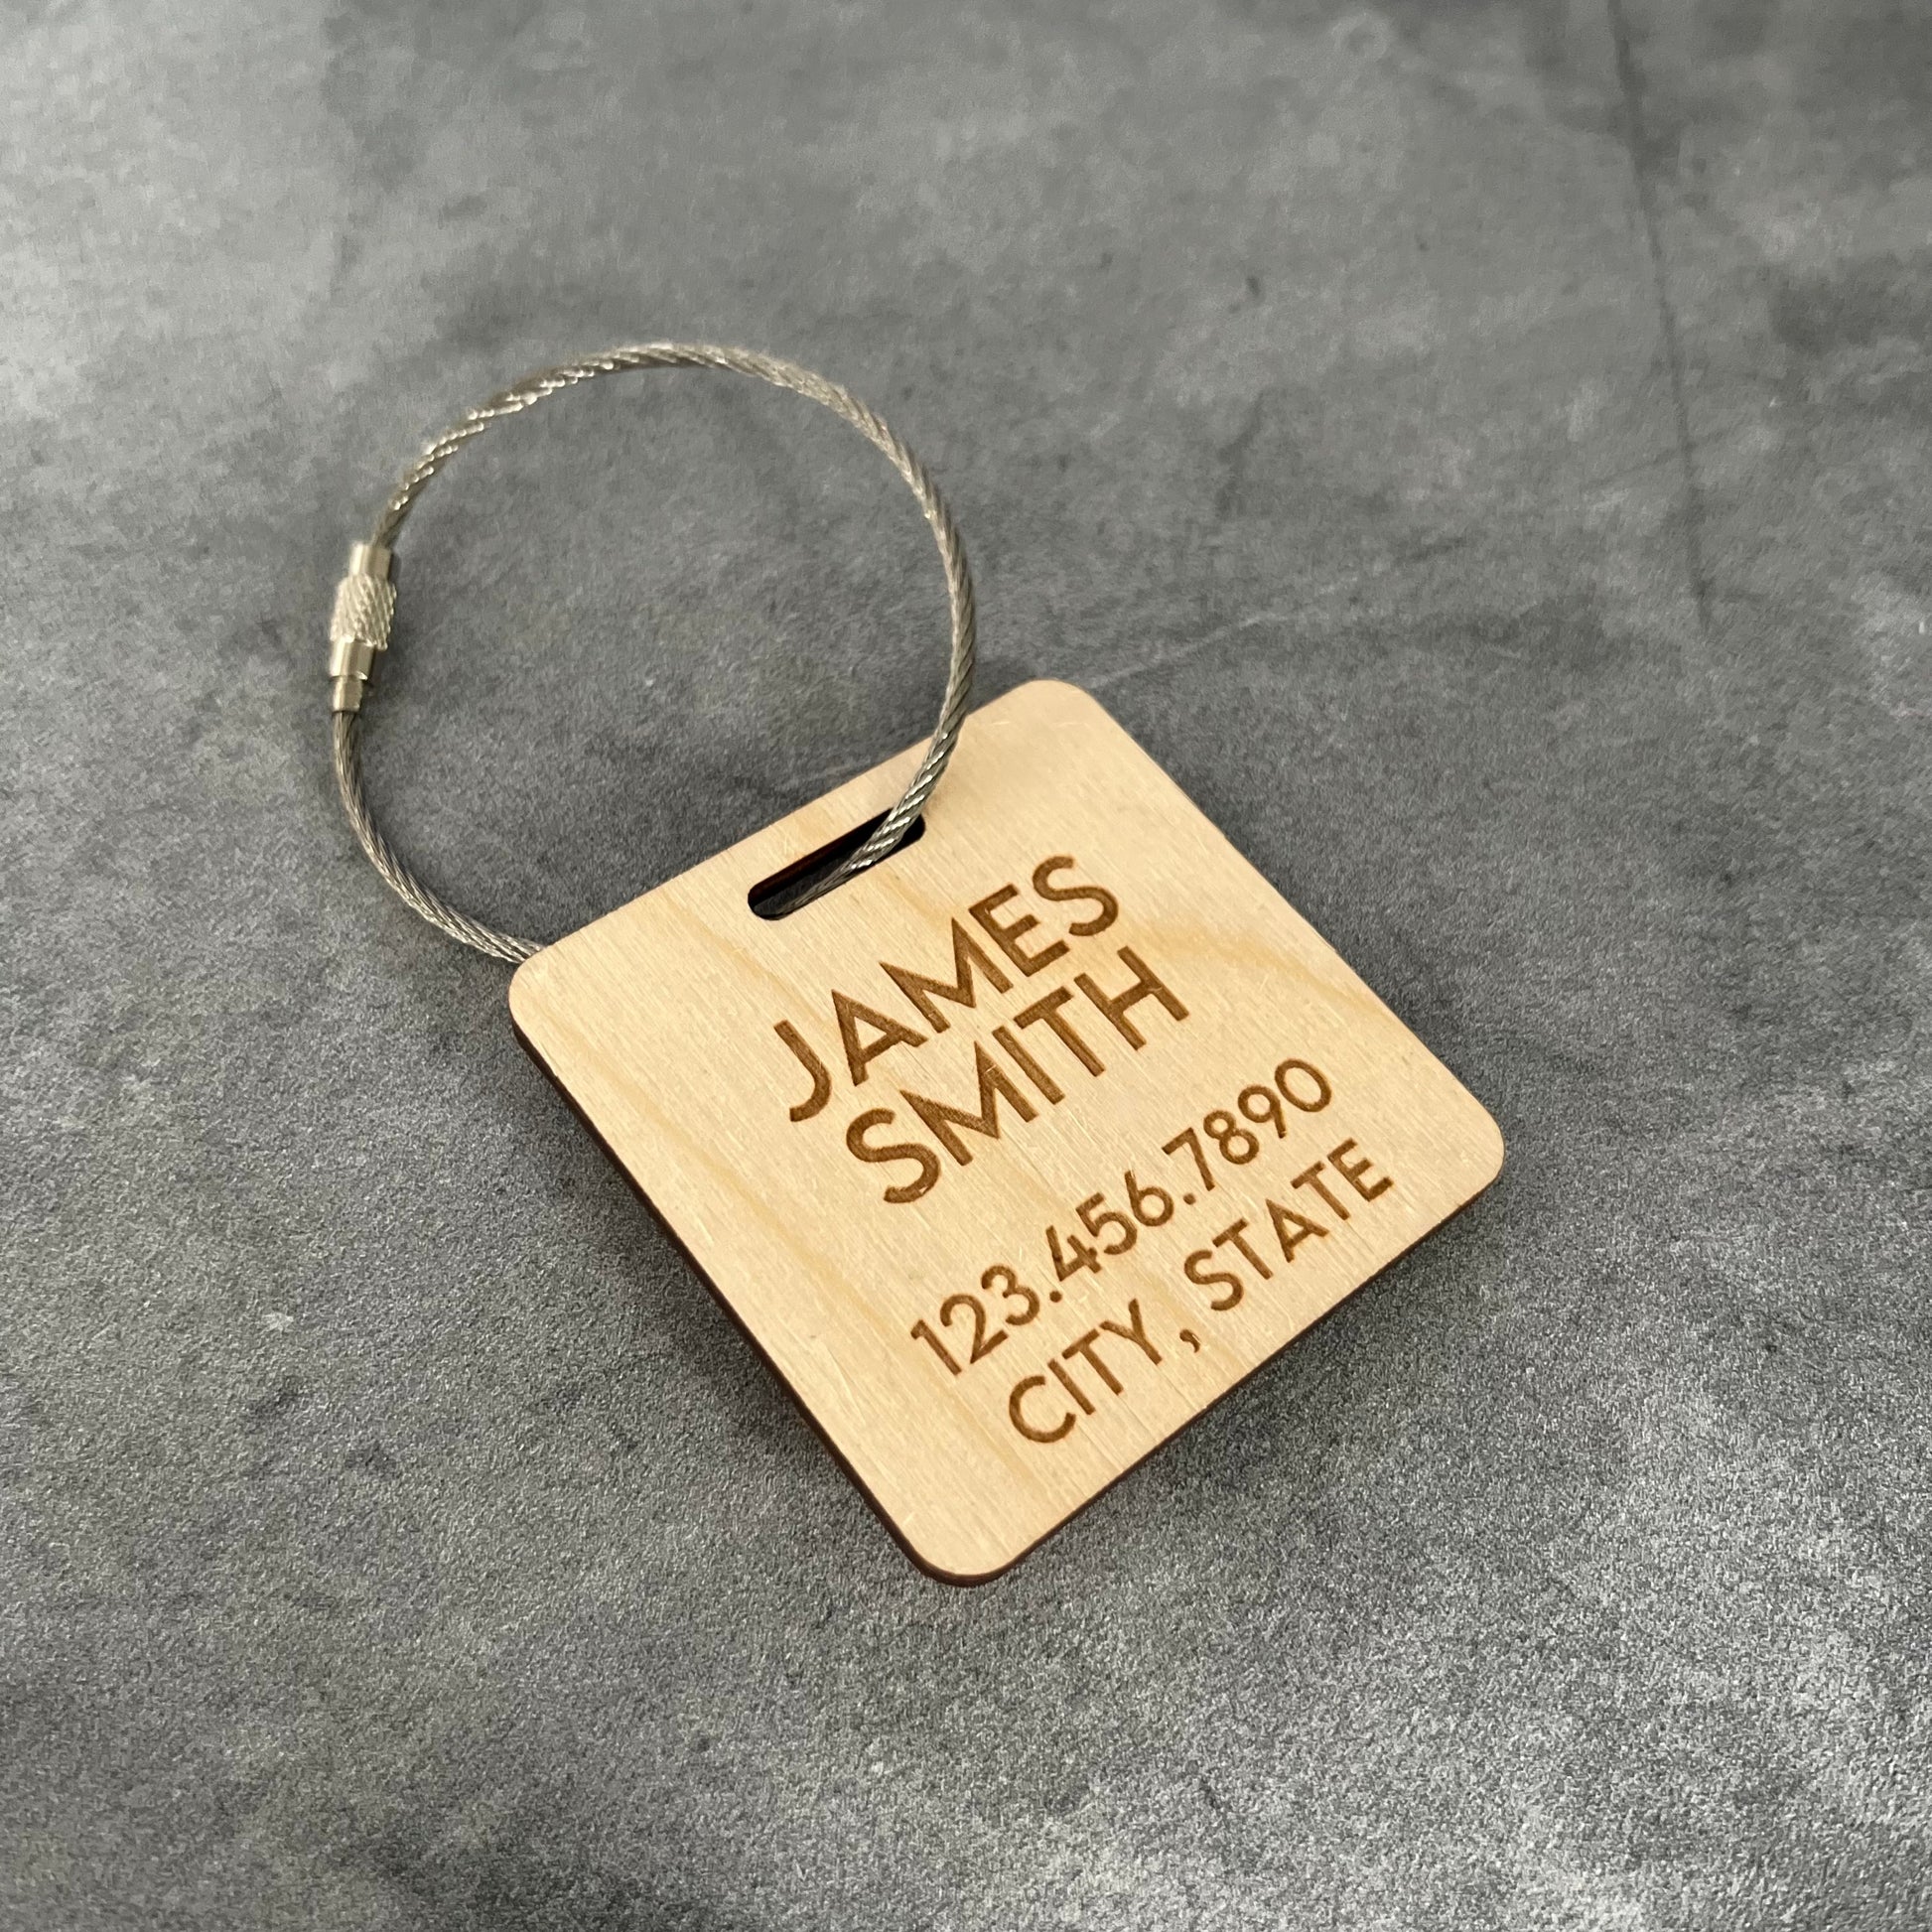 JAMES
SMITH
123.456.7890
CITY, STATE